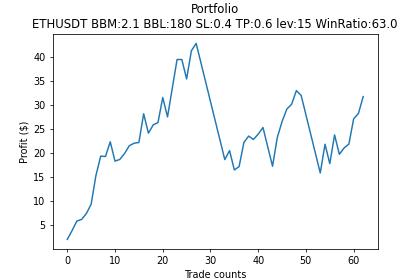 Portfolio
ETHUSDT BBM:2.1 BBL:180 SL:0.4 TP:0.6 lev:15 WinRatio:63.0
40
35
30
25
20
15
10
5
Profit ($)
0 10 20 30 40 50 60
Trade counts